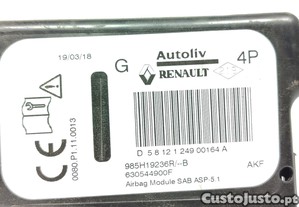 19/03/18
G
Autoliv
4P
RENAULT
CE
0080.P1.11.0013
D 5 8 12 1 249 00164 A
985H19236R/--B
AKF
630544900F
Airbag Module SAB ASP 5.1
CustoJusto.pt